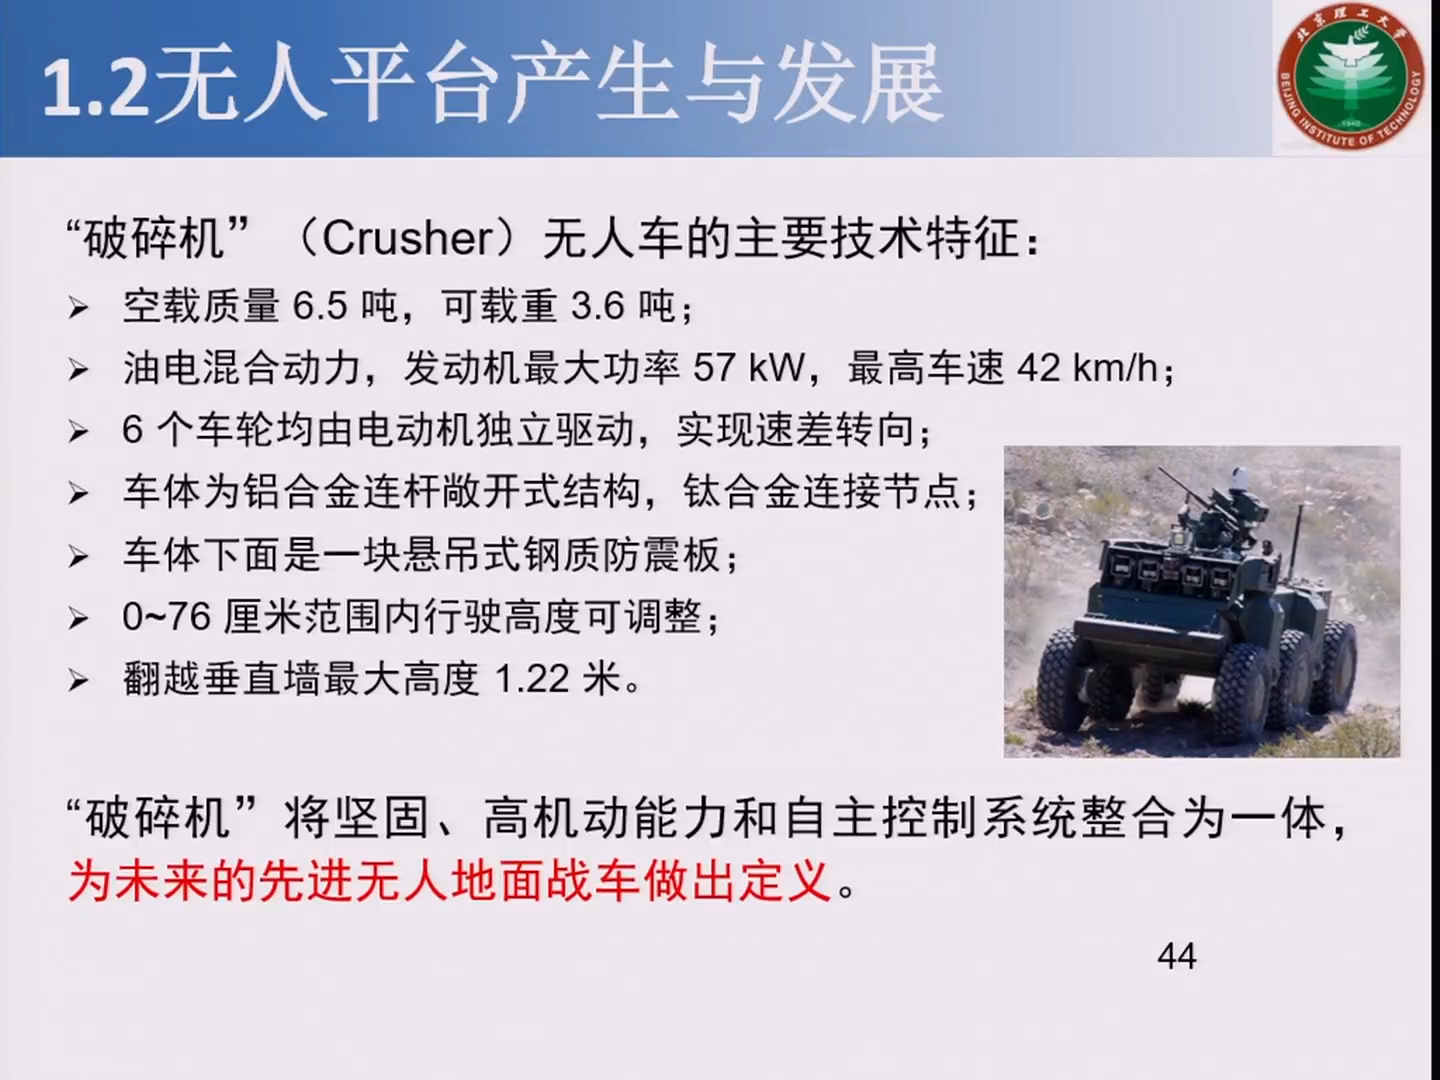 1.2无人平台产生与发展
北京理工大学
BEIJING INSTITUTE OF TECHNOLOGY
1940
“破碎机”（Crusher）无人车的主要技术特征：
➢ 空载质量 6.5 吨，可载重 3.6 吨；
➢ 油电混合动力，发动机最大功率 57 kW，最高车速 42 km/h；
➢ 6 个车轮均由电动机独立驱动，实现速差转向；
➢ 车体为铝合金连杆敞开式结构，钛合金连接节点；
➢ 车体下面是一块悬吊式钢质防震板；
➢ 0~76 厘米范围内行驶高度可调整；
➢ 翻越垂直墙最大高度 1.22 米。
“破碎机”将坚固、高机动能力和自主控制系统整合为一体，
为未来的先进无人地面战车做出定义。
44